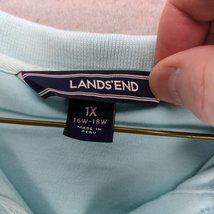 LANDS'END
1X
16W-18W
MADE IN
PERU